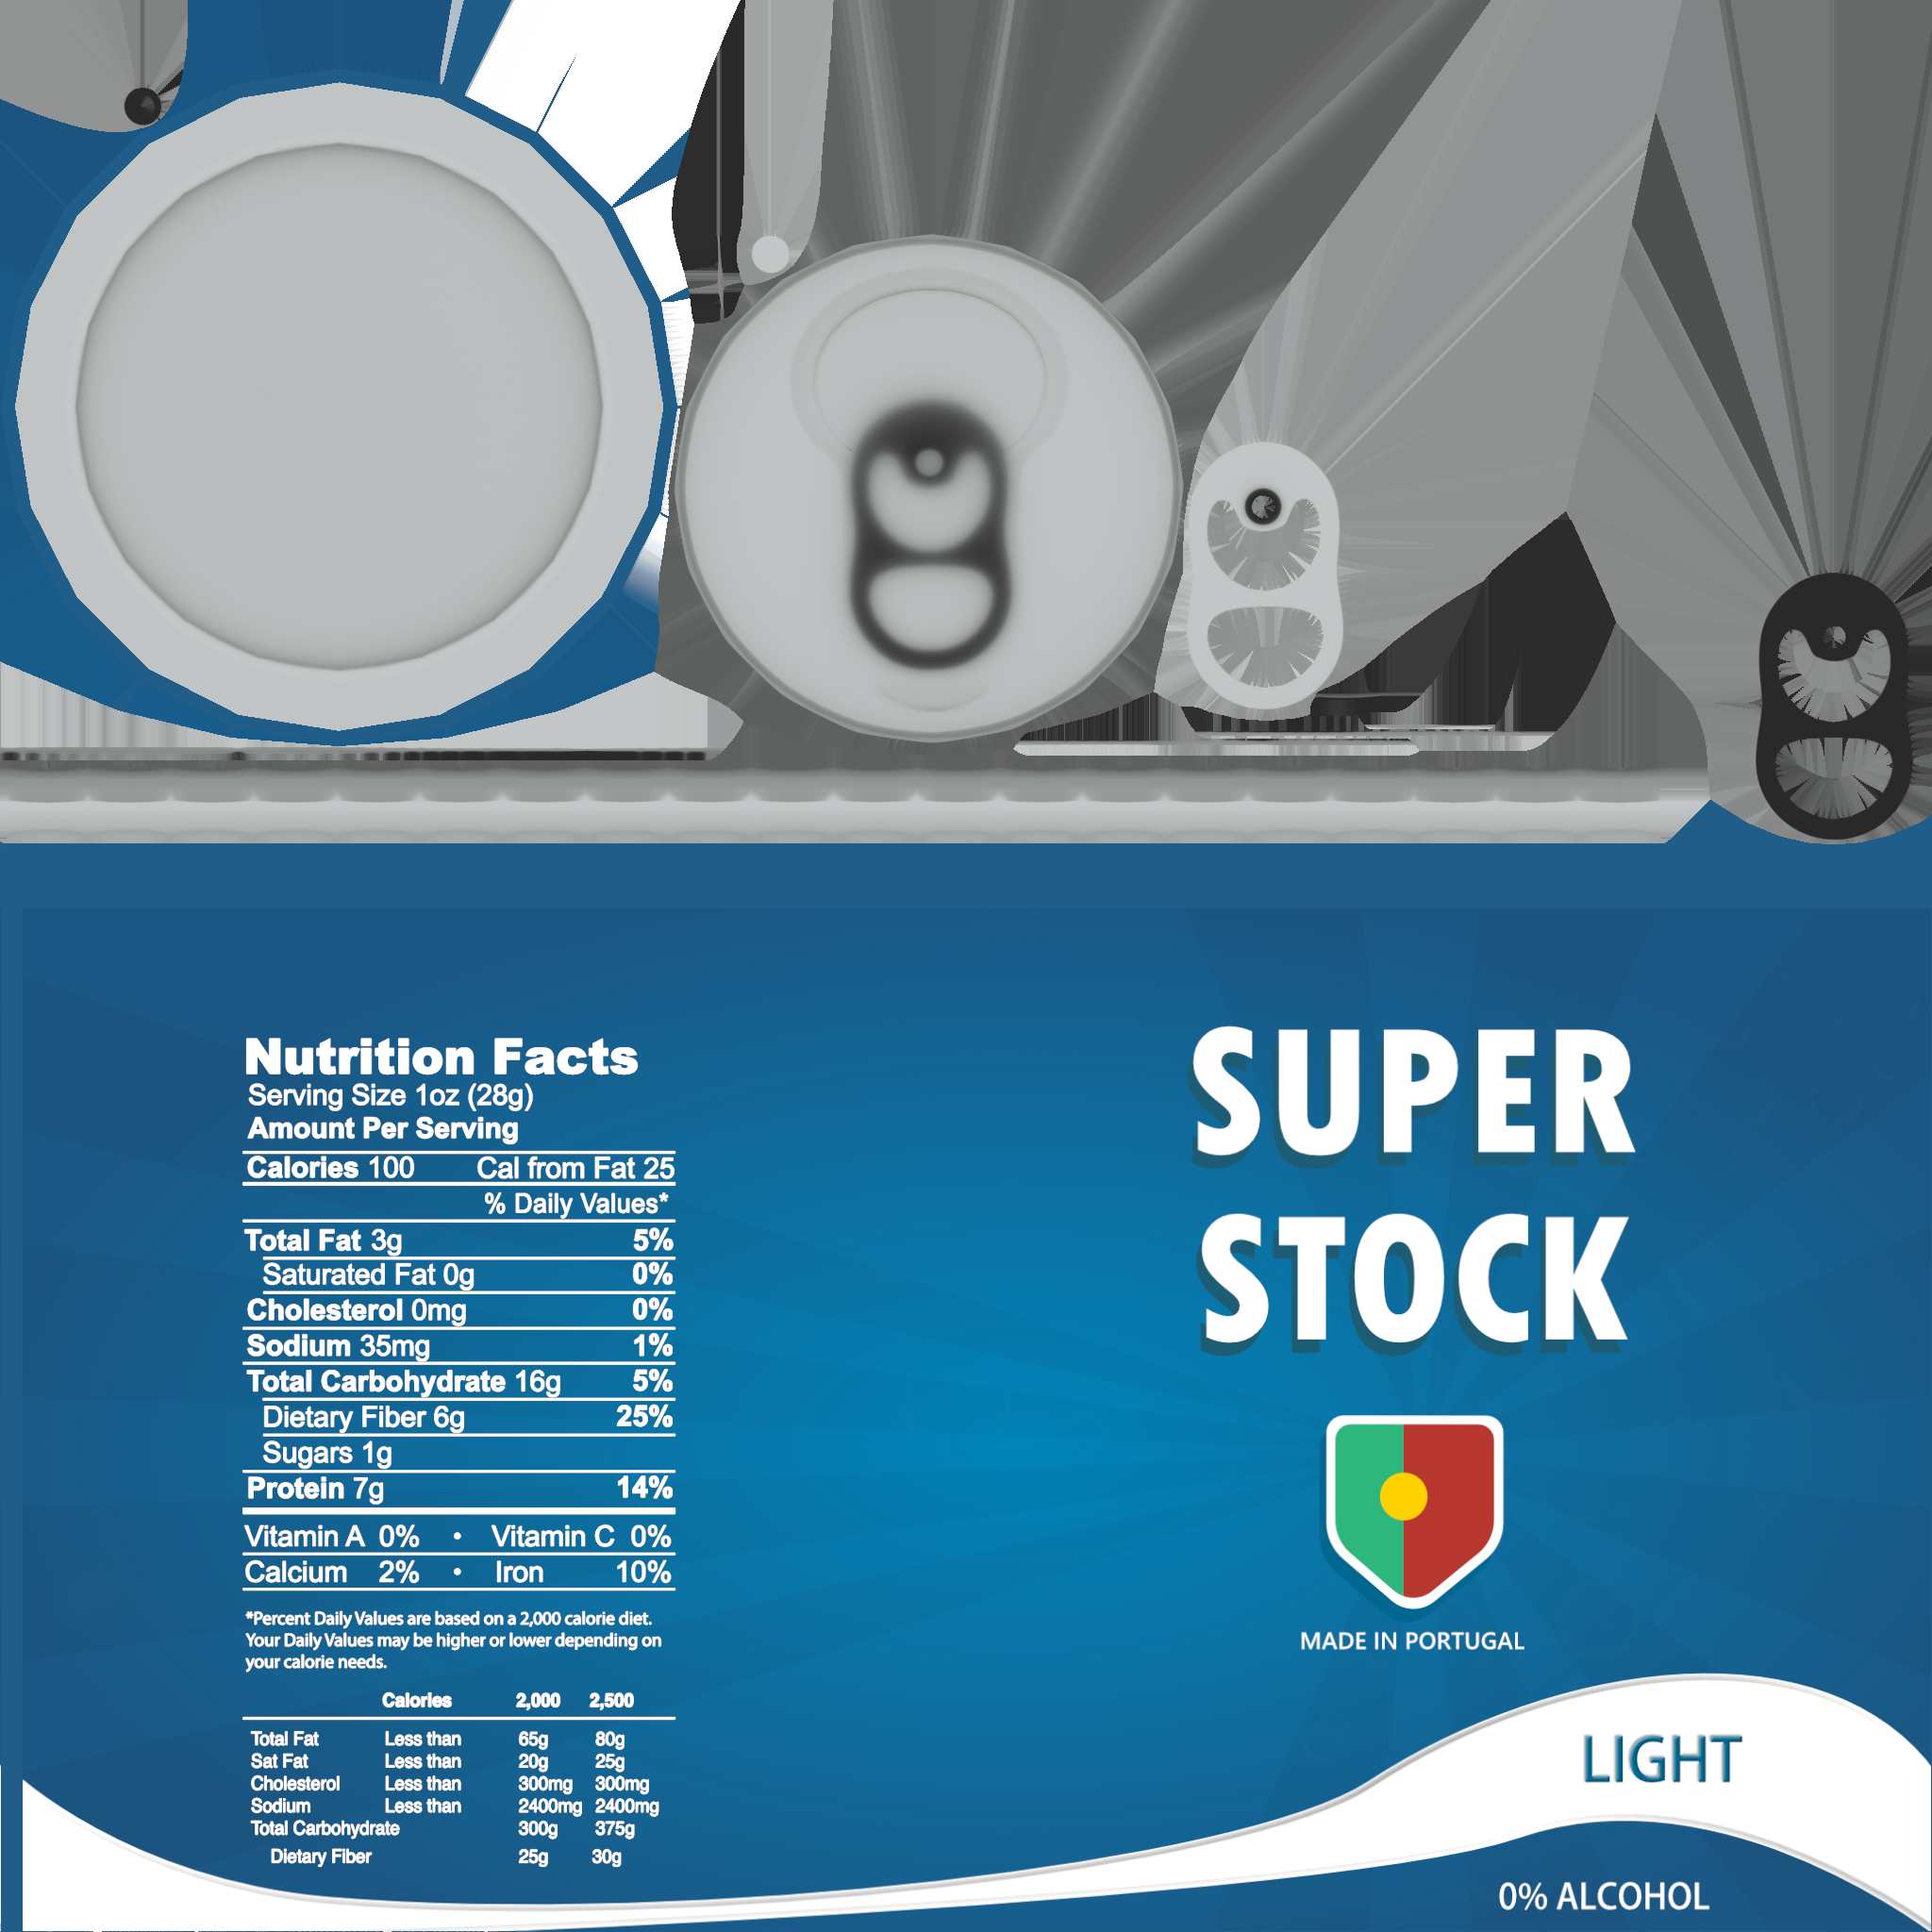 Nutrition Facts
Serving Size 1oz (28g)
Amount Per Serving
Calories 100 Cal from Fat 25
% Daily Values*
Total Fat 3g 5%
Saturated Fat 0g 0%
Cholesterol 0mg 0%
Sodium 35mg 1%
Total Carbohydrate 16g 5%
Dietary Fiber 6g 25%
Sugars 1g
Protein 7g 14%
Vitamin A 0% • Vitamin C 0%
Calcium 2% • Iron 10%
*Percent Daily Values are based on a 2,000 calorie diet.
Your Daily Values may be higher or lower depending on
your calorie needs.
Calories 2,000 2,500
Total Fat Less than 65g 80g
Sat Fat Less than 20g 25g
Cholesterol Less than 300mg 300mg
Sodium Less than 2400mg 2400mg
Total Carbohydrate 300g 375g
Dietary Fiber 25g 30g
SUPER
STOCK
MADE IN PORTUGAL
LIGHT
0% ALCOHOL